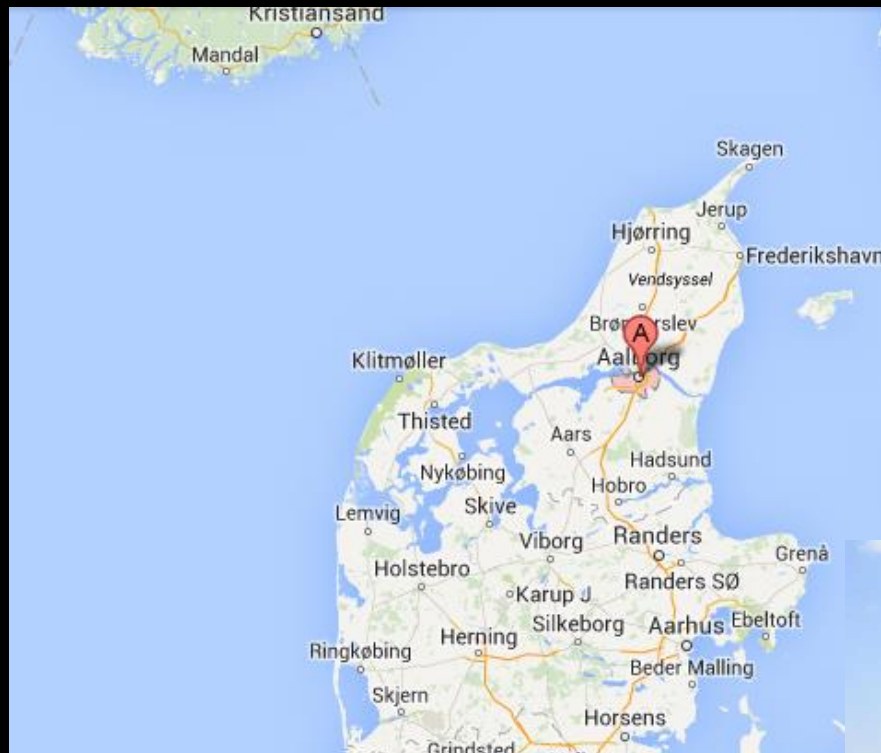 Kristiansand
Mandal
Skagen
Jerup
Hjørring
Frederikshavn
Vendsyssel
A
Aalborg
Klitmøller
Thisted
Aars
Hadsund
Nykøbing
Hobro
Skive
Lemvig
Viborg
Randers
Grenå
Holstebro
Randers SØ
Karup J
Silkeborg
Aarhus
Ebeltoft
Herning
Ringkøbing
Beder Malling
Skjern
Horsens
Grindsted